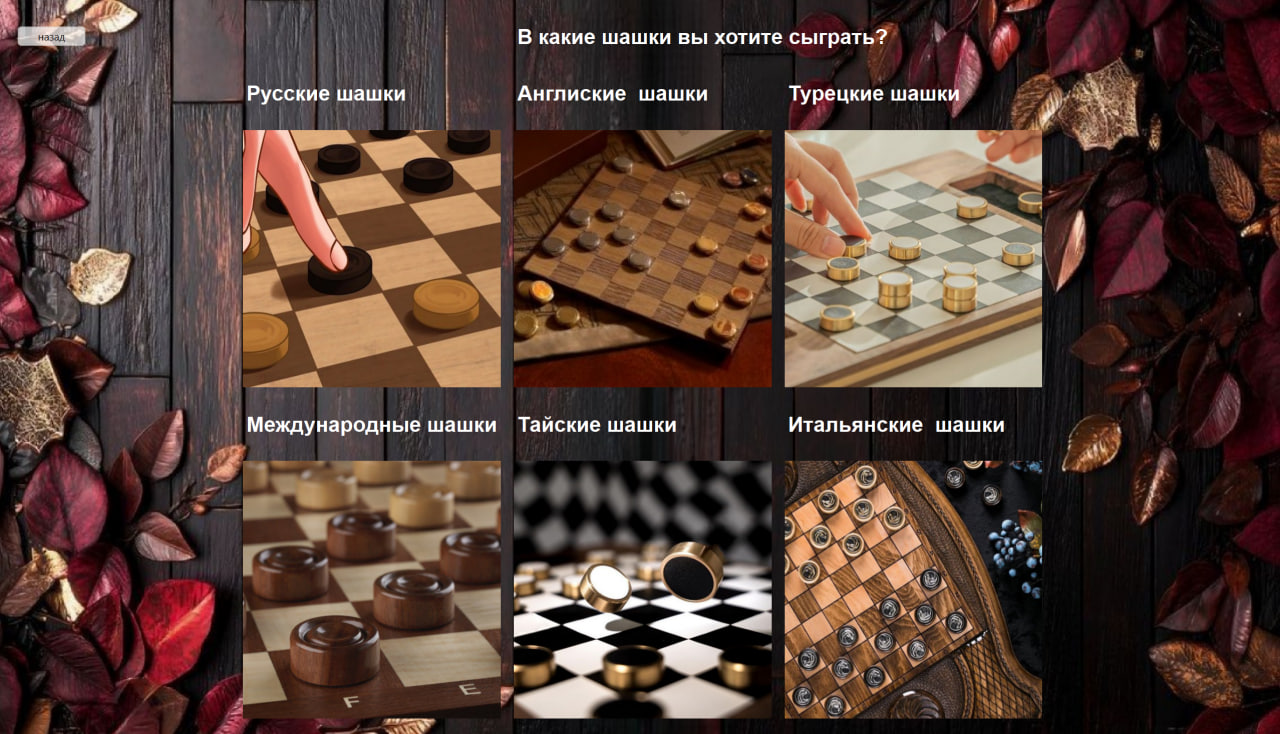 назад
В какие шашки вы хотите сыграть?
Русские шашки
Англиские  шашки
Турецкие шашки
Международные шашки
Тайские шашки
Итальянские  шашки
F
E